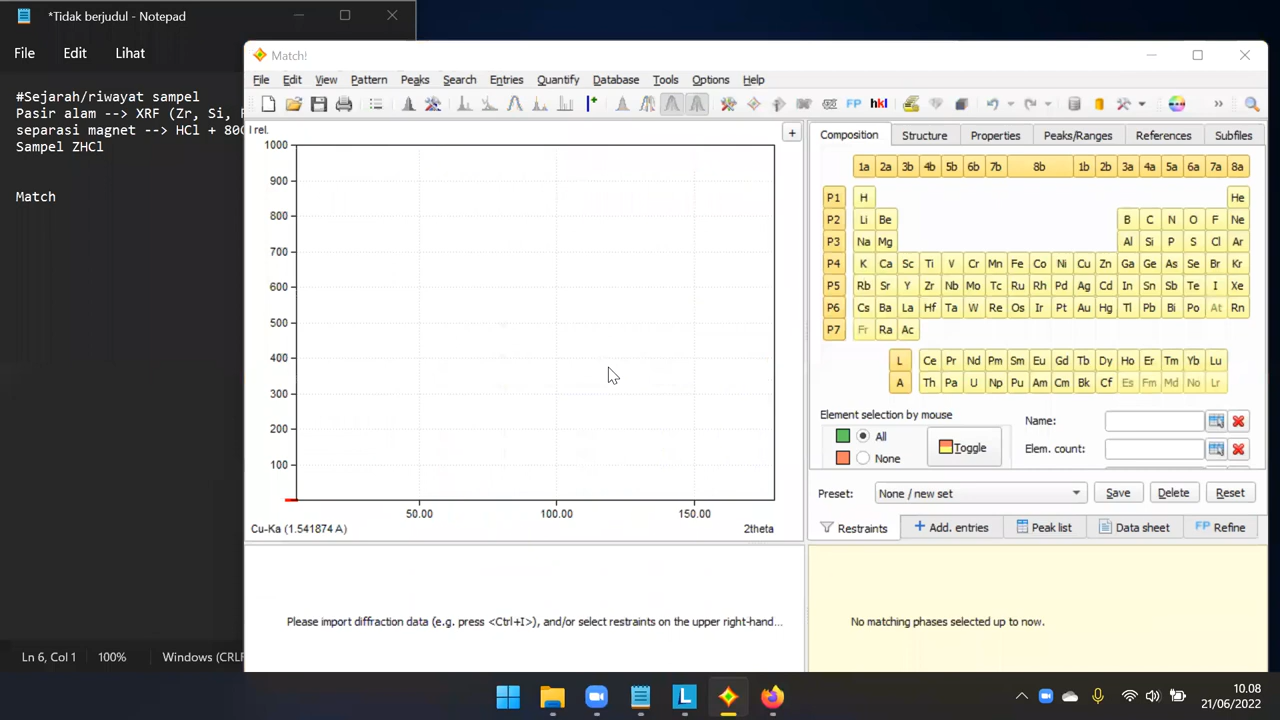 *Tidak berjudul - Notepad
File Edit Lihat
#Sejarah/riwayat sampel
Pasir alam --> XRF (Zr, Si,
separasi magnet --> HCl +
Sampel ZHCl
Match
Ln 6, Col 1 100% Windows (CRLF
Match!
File Edit View Pattern Peaks Search Entries Quantify Database Tools Options Help
FP hkl
I rel.
1000
900
800
700
600
500
400
300
200
100
50.00 100.00 150.00
Cu-Ka (1.541874 A) 2theta
Composition Structure Properties Peaks/Ranges References Subfiles
1a 2a 3b 4b 5b 6b 7b 8b 1b 2b 3a 4a 5a 6a 7a 8a
P1 H He
P2 Li Be B C N O F Ne
P3 Na Mg Al Si P S Cl Ar
P4 K Ca Sc Ti V Cr Mn Fe Co Ni Cu Zn Ga Ge As Se Br Kr
P5 Rb Sr Y Zr Nb Mo Tc Ru Rh Pd Ag Cd In Sn Sb Te I Xe
P6 Cs Ba La Hf Ta W Re Os Ir Pt Au Hg Tl Pb Bi Po At Rn
P7 Fr Ra Ac
L Ce Pr Nd Pm Sm Eu Gd Tb Dy Ho Er Tm Yb Lu
A Th Pa U Np Pu Am Cm Bk Cf Es Fm Md No Lr
Element selection by mouse
All
None
Toggle
Name:
Elem. count:
Preset: None / new set Save Delete Reset
Restraints + Add. entries Peak list Data sheet FP Refine
Please import diffraction data (e.g. press <Ctrl+I>), and/or select restraints on the upper right-hand...
No matching phases selected up to now.
10.08
21/06/2022